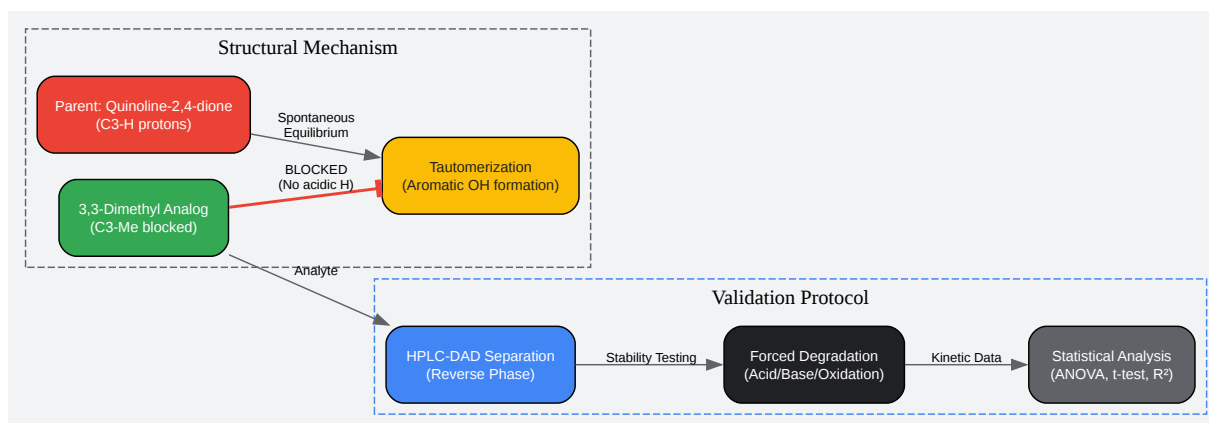 Structural Mechanism
Parent: Quinoline-2,4-dione
(C3-H protons)
Spontaneous
Equilibrium
BLOCKED
(No acidic H)
Tautomerization
(Aromatic OH formation)
3,3-Dimethyl Analog
(C3-Me blocked)
Analyte
Validation Protocol
HPLC-DAD Separation
(Reverse Phase)
Stability Testing
Forced Degradation
(Acid/Base/Oxidation)
Kinetic Data
Statistical Analysis
(ANOVA, t-test, R²)